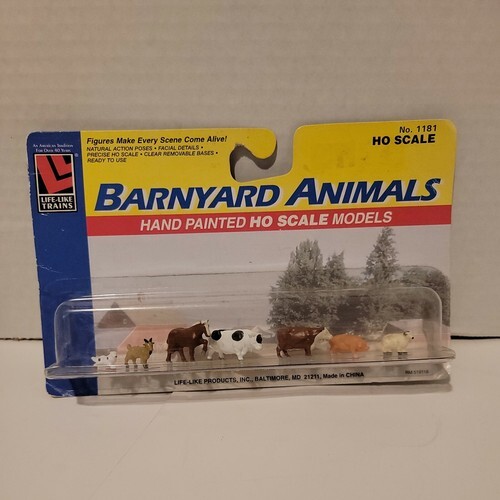 An American Tradition
For Over 40 Years
LIFE-LIKE
TRAINS
Figures Make Every Scene Come Alive!
NATURAL ACTION POSES • FACIAL DETAILS •
PRECISE HO SCALE • CLEAR REMOVABLE BASES •
READY TO USE
No. 1181
HO SCALE
BARNYARD ANIMALS
HAND PAINTED HO SCALE MODELS
LIFE-LIKE PRODUCTS, INC., BALTIMORE, MD 21211, Made in CHINA